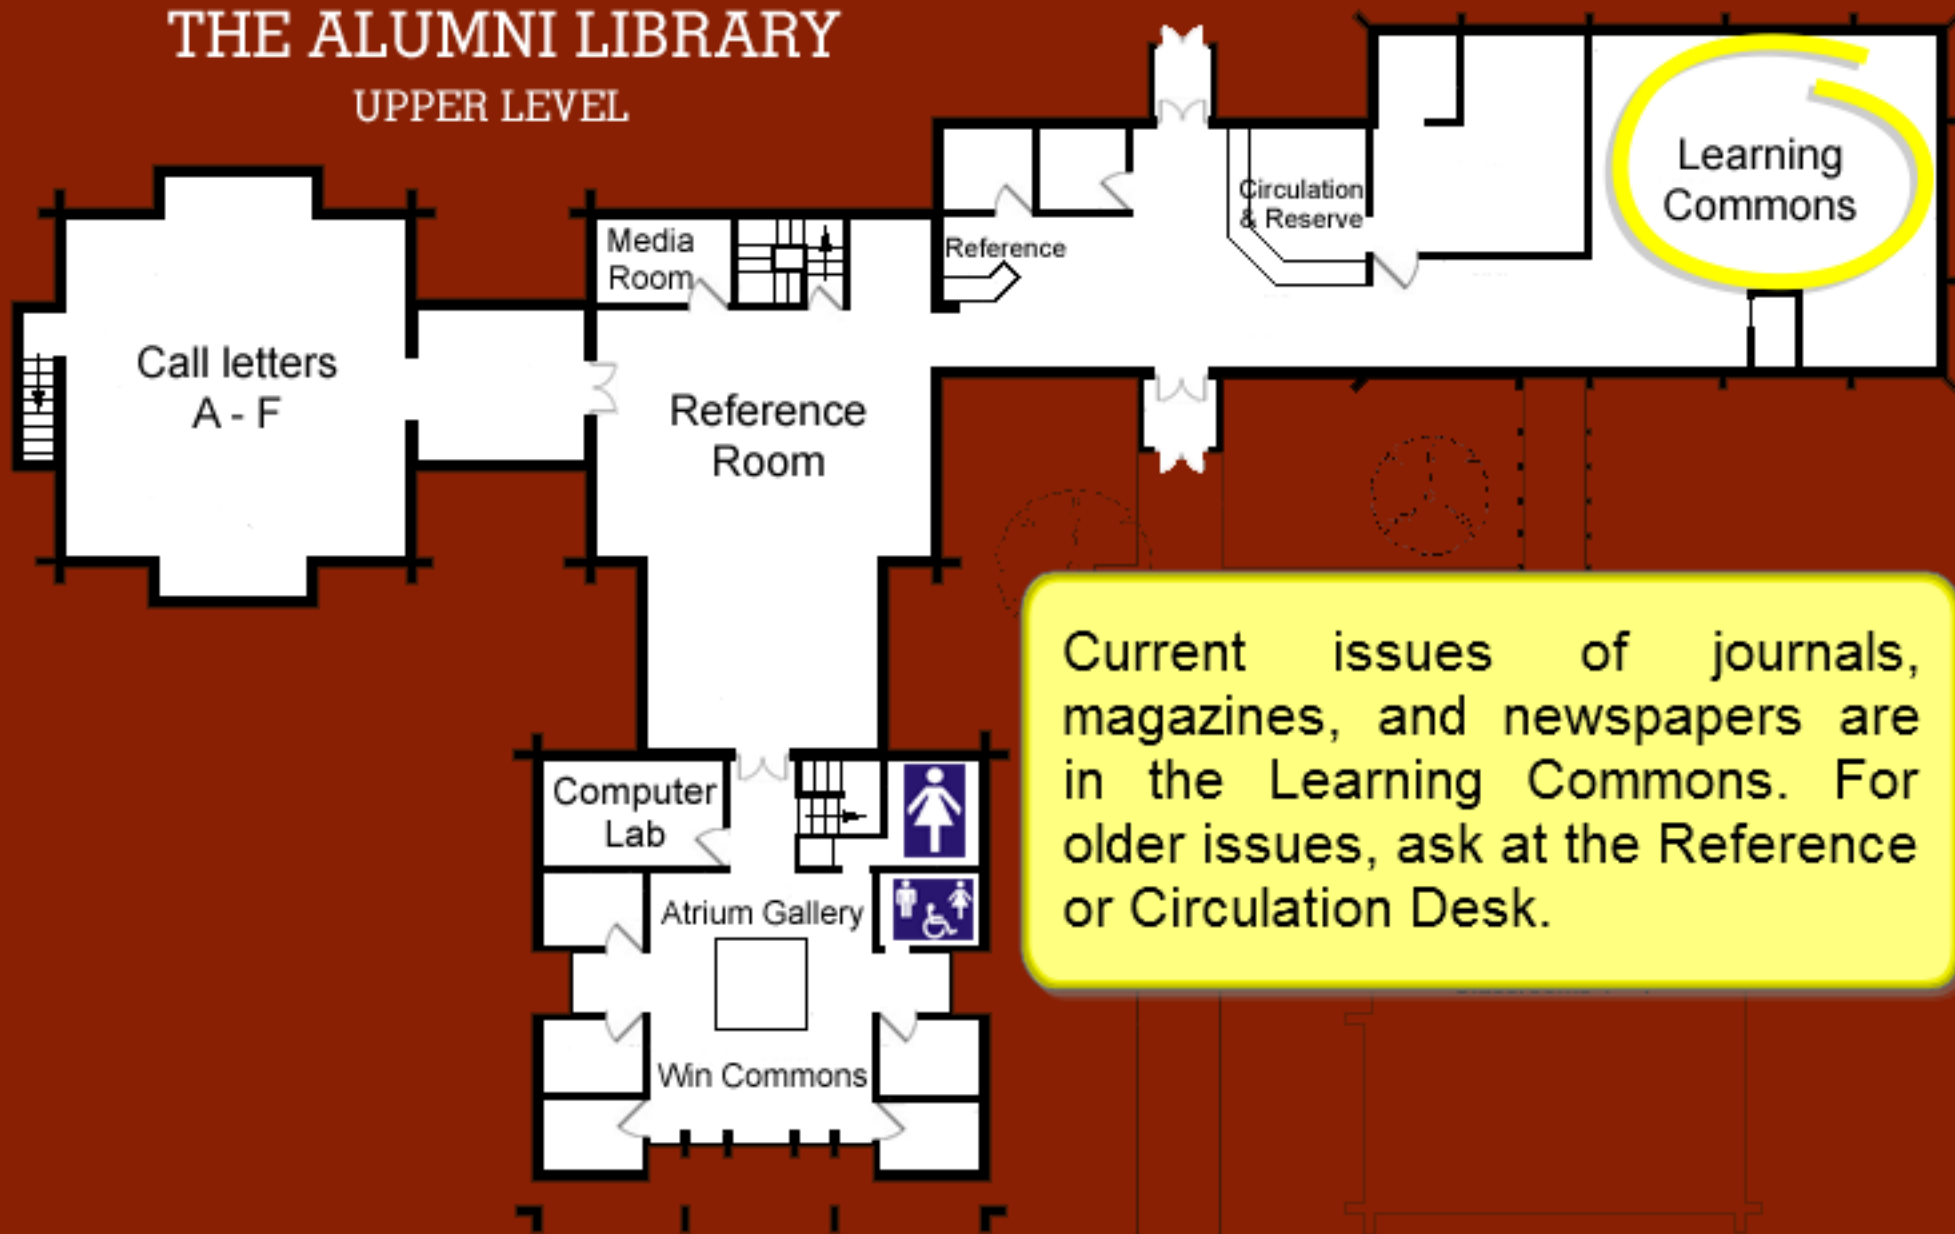 THE ALUMNI LIBRARY
UPPER LEVEL
Learning
Commons
Circulation
& Reserve
Media
Room
Reference
Call letters
A - F
Reference
Room
Current issues of journals,
magazines, and newspapers are
in the Learning Commons. For
older issues, ask at the Reference
or Circulation Desk.
Computer
Lab
Atrium Gallery
Win Commons